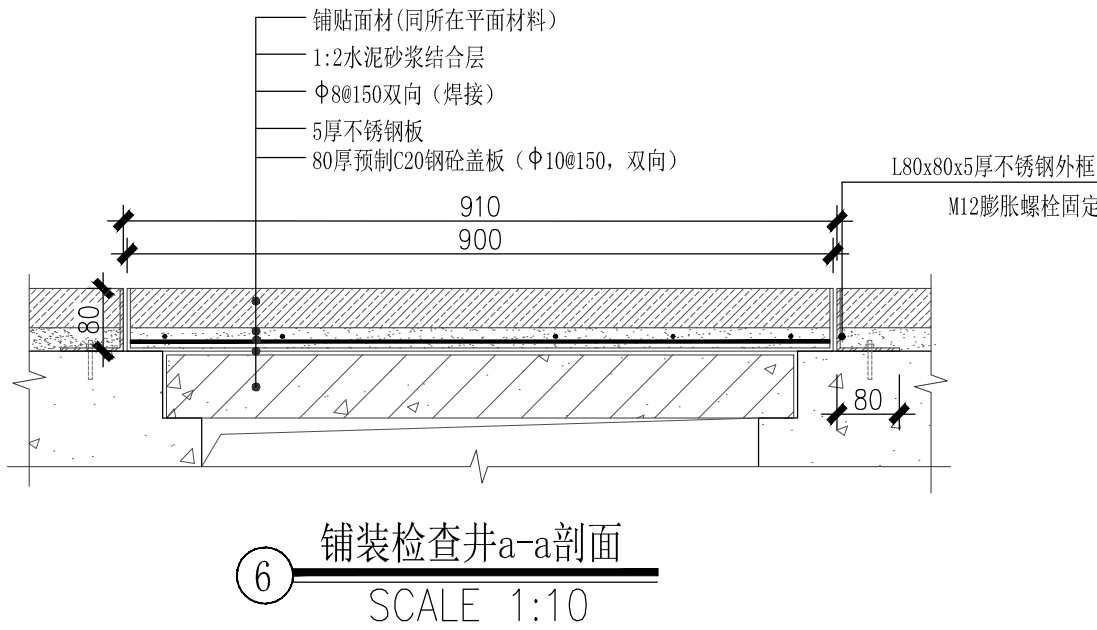 铺贴面材(同所在平面材料)
1:2水泥砂浆结合层
ф8@150双向（焊接）
5厚不锈钢板
80厚预制C20钢砼盖板（ф10@150，双向）
L80x80x5厚不锈钢外框
M12膨胀螺栓固定
910
900
80
80
铺装检查井a-a剖面
6
SCALE 1:10